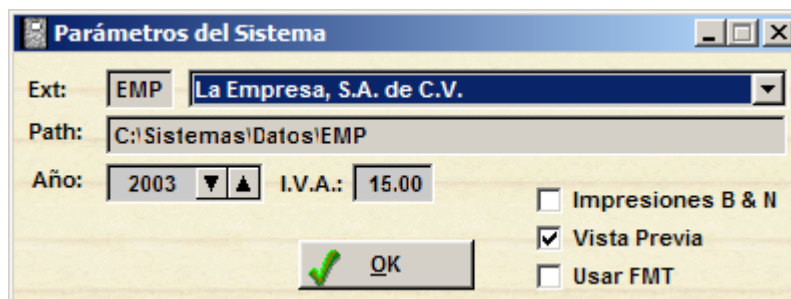 Parámetros del Sistema
Ext: EMP La Empresa, S.A. de C.V.
Path: C:\Sistemas\Datos\EMP
Año: 2003 I.V.A.: 15.00
Impresiones B & N
Vista Previa
OK
Usar FMT